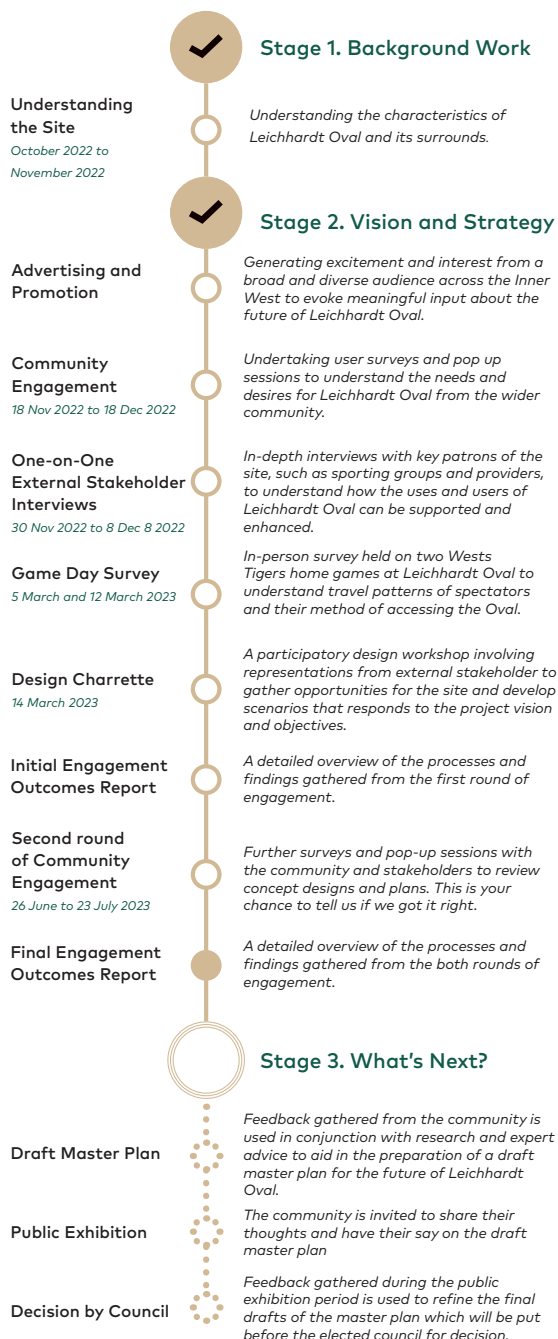 Stage 1. Background Work
Understanding
the Site
October 2022 to
November 2022
Understanding the characteristics of
Leichhardt Oval and its surrounds.
Stage 2. Vision and Strategy
Advertising and
Promotion
Generating excitement and interest from a
broad and diverse audience across the Inner
West to evoke meaningful input about the
future of Leichhardt Oval.
Community
Engagement
18 Nov 2022 to 18 Dec 2022
Undertaking user surveys and pop up
sessions to understand the needs and
desires for Leichhardt Oval from the wider
community.
One-on-One
External Stakeholder
Interviews
30 Nov 2022 to 8 Dec 8 2022
In-depth interviews with key patrons of the
site, such as sporting groups and providers,
to understand how the uses and users of
Leichhardt Oval can be supported and
enhanced.
Game Day Survey
5 March and 12 March 2023
In-person survey held on two Wests
Tigers home games at Leichhardt Oval to
understand travel patterns of spectators
and their method of accessing the Oval.
Design Charrette
14 March 2023
A participatory design workshop involving
representations from external stakeholder to
gather opportunities for the site and develop
scenarios that responds to the project vision
and objectives.
Initial Engagement
Outcomes Report
A detailed overview of the processes and
findings gathered from the first round of
engagement.
Second round
of Community
Engagement
26 June to 23 July 2023
Further surveys and pop-up sessions with
the community and stakeholders to review
concept designs and plans. This is your
chance to tell us if we got it right.
Final Engagement
Outcomes Report
A detailed overview of the processes and
findings gathered from the both rounds of
engagement.
Stage 3. What's Next?
Draft Master Plan
Feedback gathered from the community is
used in conjunction with research and expert
advice to aid in the preparation of a draft
master plan for the future of Leichhardt
Oval.
Public Exhibition
The community is invited to share their
thoughts and have their say on the draft
master plan
Decision by Council
Feedback gathered during the public
exhibition period is used to refine the final
drafts of the master plan which will be put
before the elected council for decision.